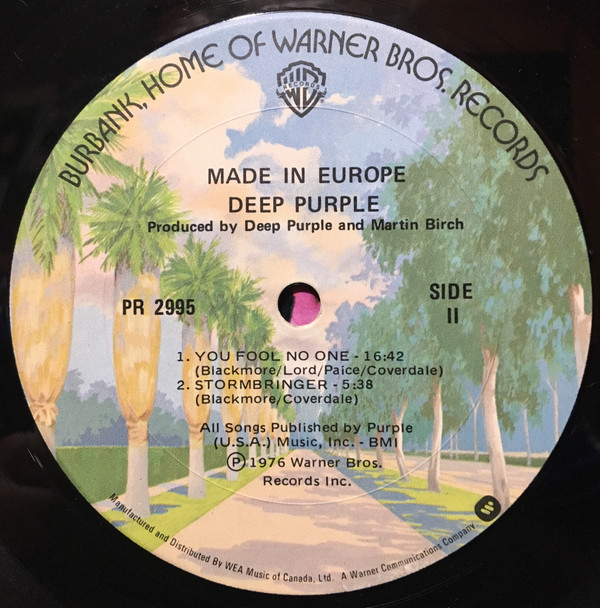 BURBANK, HOME OF WARNER BROS. RECORDS
RECORDS
MADE IN EUROPE
DEEP PURPLE
Produced by Deep Purple and Martin Birch
PR 2995
SIDE
II
1. YOU FOOL NO ONE - 16:42
(Blackmore/Lord/Paice/Coverdale)
2. STORMBRINGER - 5:38
(Blackmore/Coverdale)
All Songs Published by Purple
(U.S.A.) Music, Inc. - BMI
Ⓟ 1976 Warner Bros.
Records Inc.
Manufactured and Distributed By WEA Music of Canada, Ltd. A Warner Communications Company